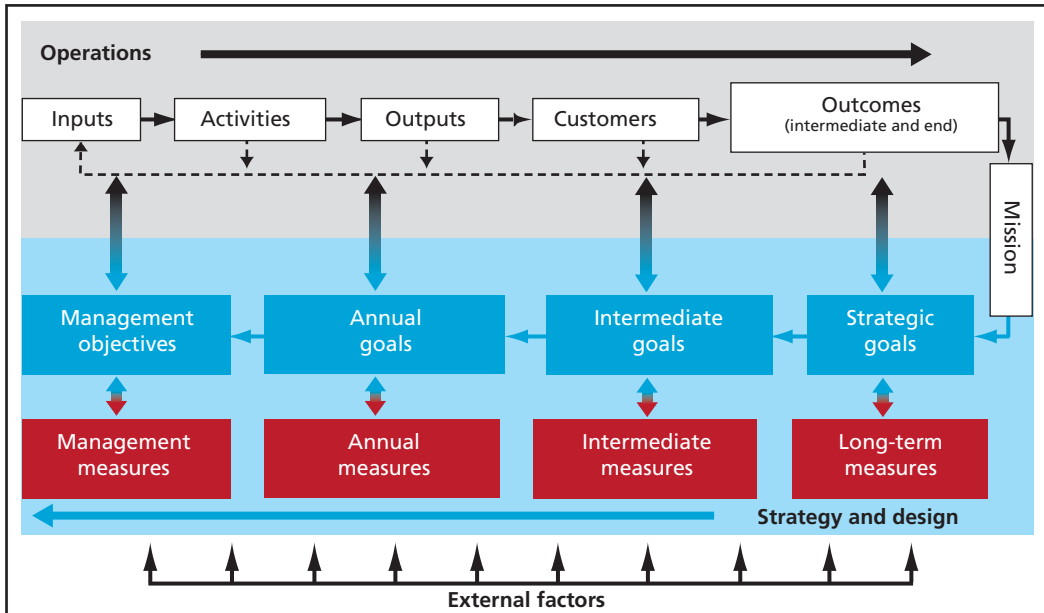 Operations
Inputs
Activities
Outputs
Customers
Outcomes
(intermediate and end)
Mission
Management
objectives
Annual
goals
Intermediate
goals
Strategic
goals
Management
measures
Annual
measures
Intermediate
measures
Long-term
measures
Strategy and design
External factors